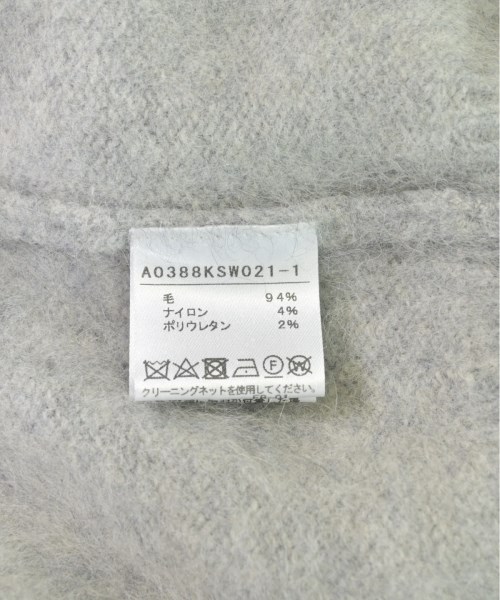 A0388KSW021-1
毛 94%
ナイロン 4%
ポリウレタン 2%
クリーニングネットを使用してください。